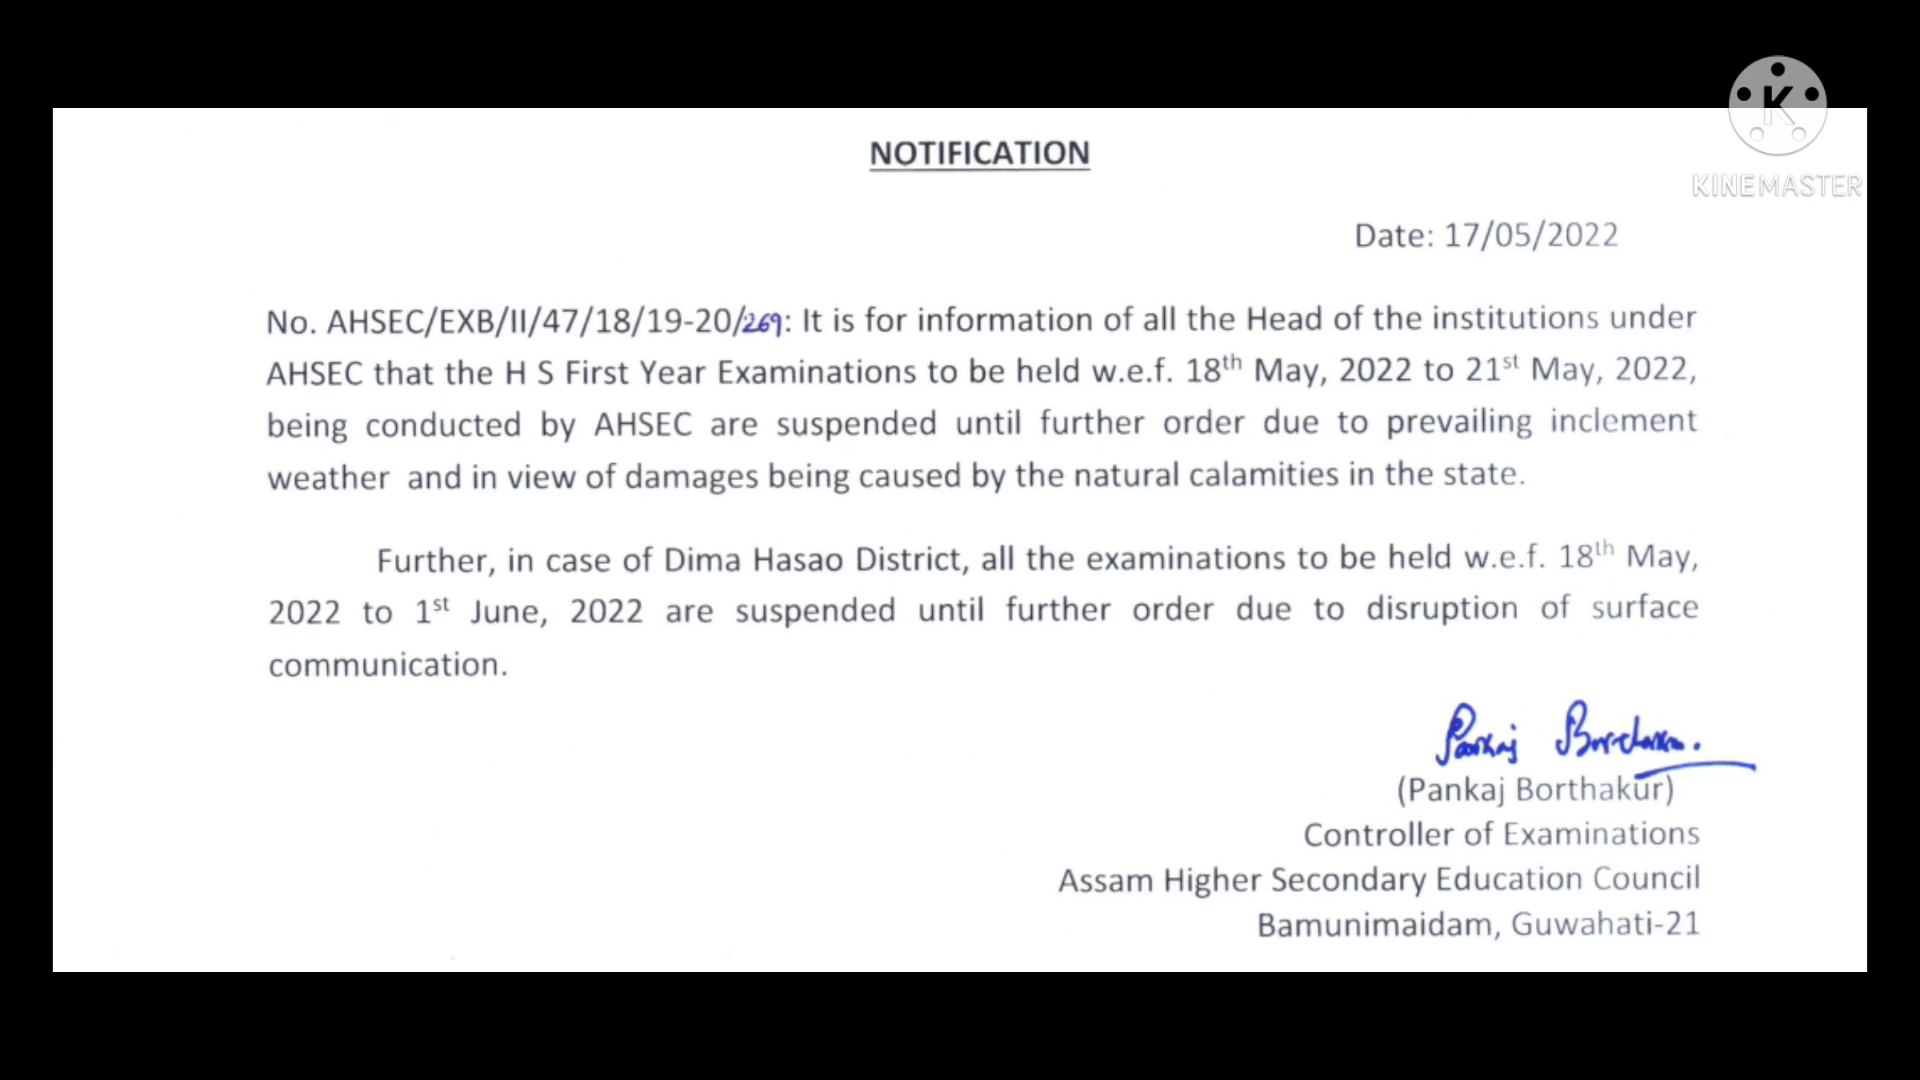 K
KINEMASTER
NOTIFICATION
Date: 17/05/2022
No. AHSEC/EXB/II/47/18/19-20/269: It is for information of all the Head of the institutions under
AHSEC that the H S First Year Examinations to be held w.e.f. 18th May, 2022 to 21st May, 2022,
being conducted by AHSEC are suspended until further order due to prevailing inclement
weather and in view of damages being caused by the natural calamities in the state.
Further, in case of Dima Hasao District, all the examinations to be held w.e.f. 18th May,
2022 to 1st June, 2022 are suspended until further order due to disruption of surface
communication.
Pankaj Borthakur.
(Pankaj Borthakur)
Controller of Examinations
Assam Higher Secondary Education Council
Bamunimaidam, Guwahati-21